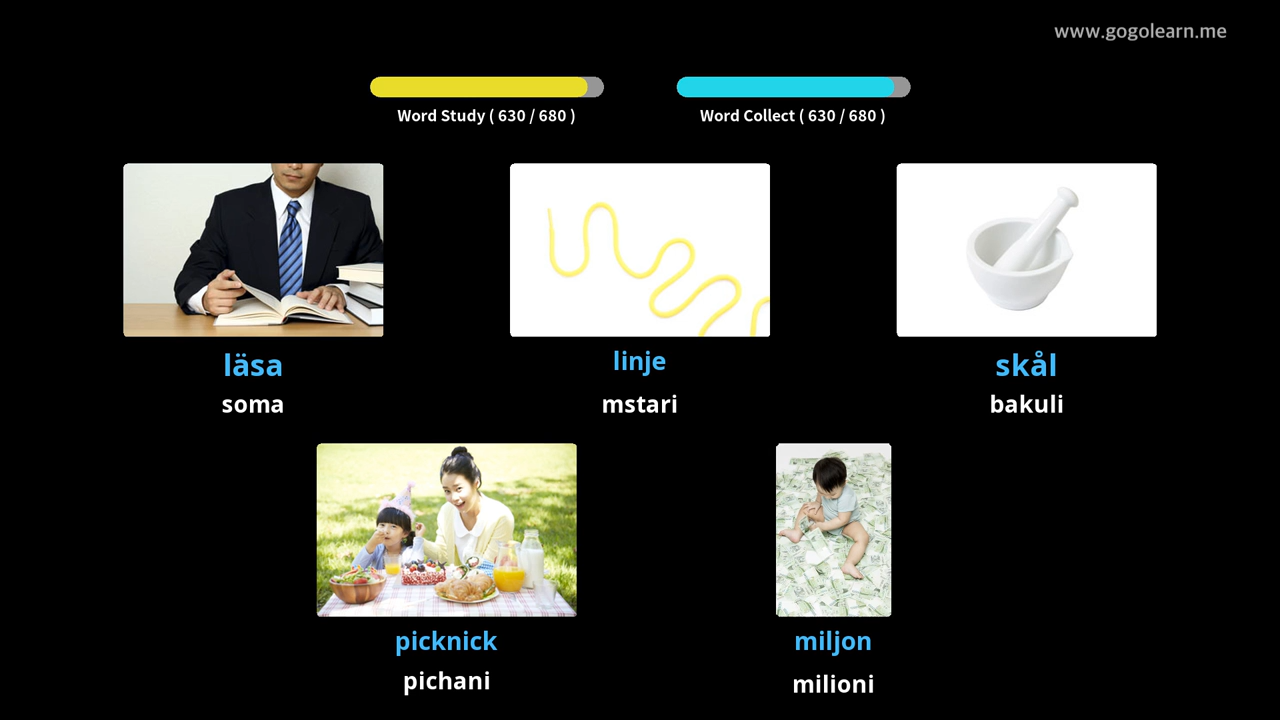 www.gogolearn.me
Word Study ( 630 / 680 )
Word Collect ( 630 / 680 )
läsa
soma
linje
mstari
skål
bakuli
picknick
pichani
miljon
milioni